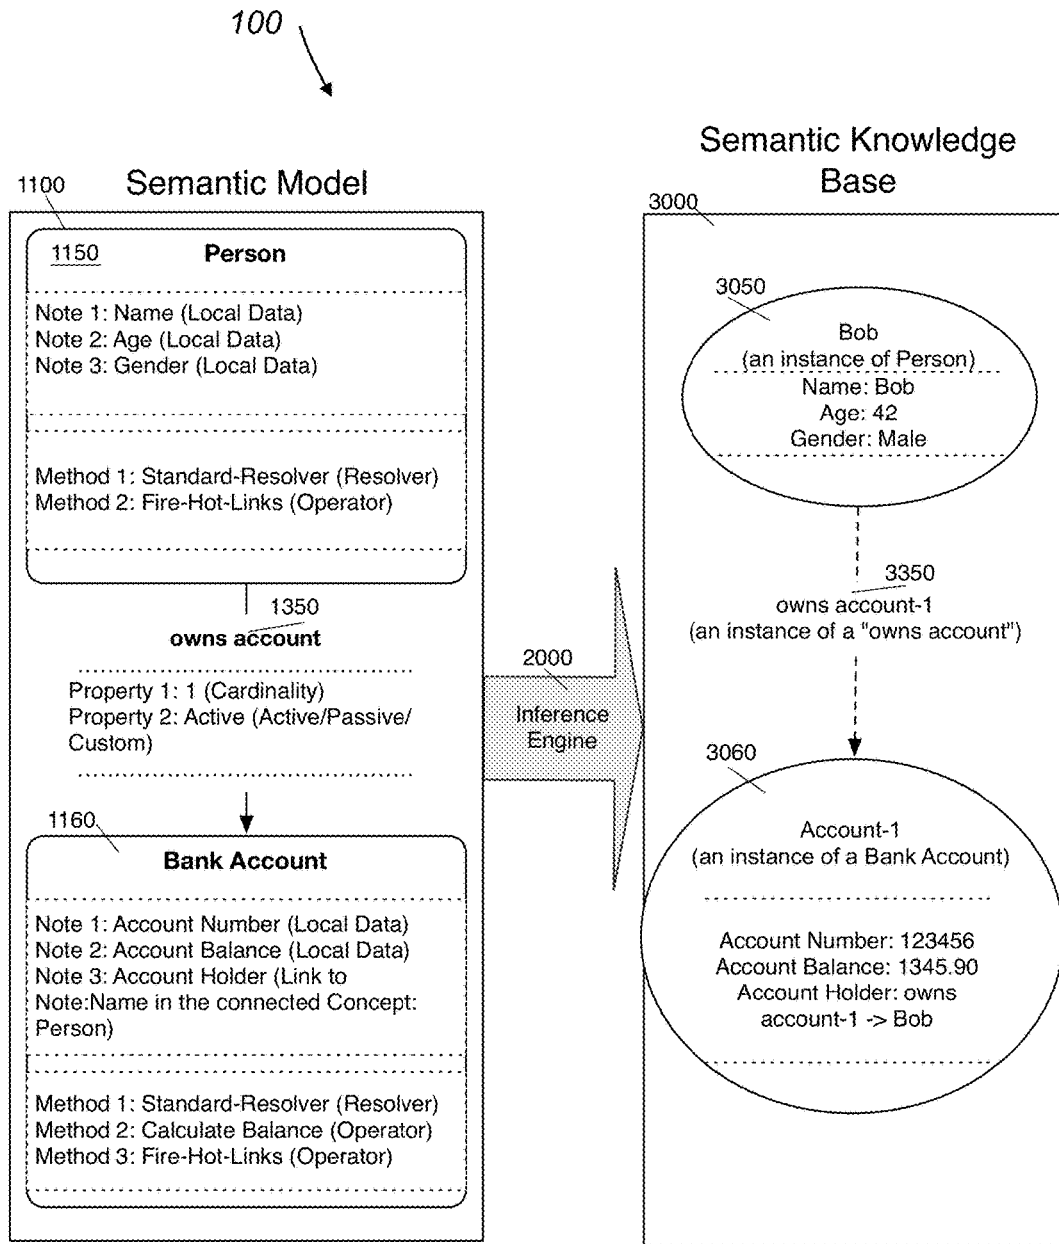 100
Semantic Model
1100
1150
Person
Note 1: Name (Local Data)
Note 2: Age (Local Data)
Note 3: Gender (Local Data)
Method 1: Standard-Resolver (Resolver)
Method 2: Fire-Hot-Links (Operator)
1350
owns account
Property 1: 1 (Cardinality)
Property 2: Active (Active/Passive/
Custom)
1160
Bank Account
Note 1: Account Number (Local Data)
Note 2: Account Balance (Local Data)
Note 3: Account Holder (Link to
Note:Name in the connected Concept:
Person)
Method 1: Standard-Resolver (Resolver)
Method 2: Calculate Balance (Operator)
Method 3: Fire-Hot-Links (Operator)
2000
Inference
Engine
Semantic Knowledge
Base
3000
3050
Bob
(an instance of Person)
Name: Bob
Age: 42
Gender: Male
3350
owns account-1
(an instance of a "owns account")
3060
Account-1
(an instance of a Bank Account)
Account Number: 123456
Account Balance: 1345.90
Account Holder: owns
account-1 -> Bob